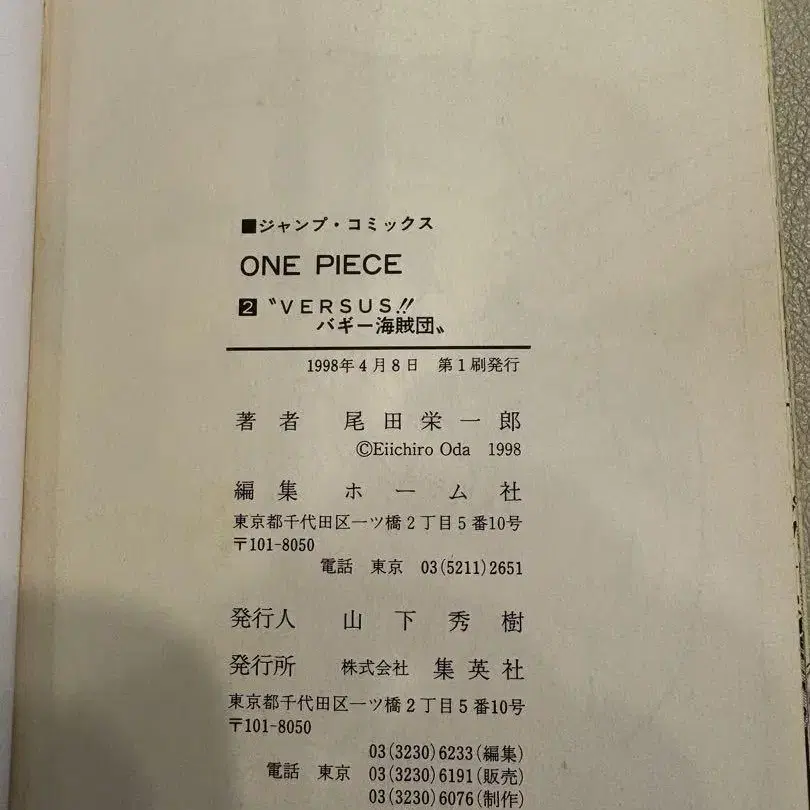 ■ジャンプ・コミックス
ONE PIECE
2 〝VERSUS!!
バギー海賊団〟
1998年4月8日 第1刷発行
著者 尾田栄一郎
©Eiichiro Oda 1998
編集 ホーム社
東京都千代田区一ツ橋2丁目5番10号
〒101-8050
電話 東京 03(5211)2651
発行人 山下秀樹
発行所 株式会社 集英社
東京都千代田区一ツ橋2丁目5番10号
〒101-8050
03(3230)6233(編集)
電話 東京 03(3230)6191(販売)
03(3230)6076(制作)